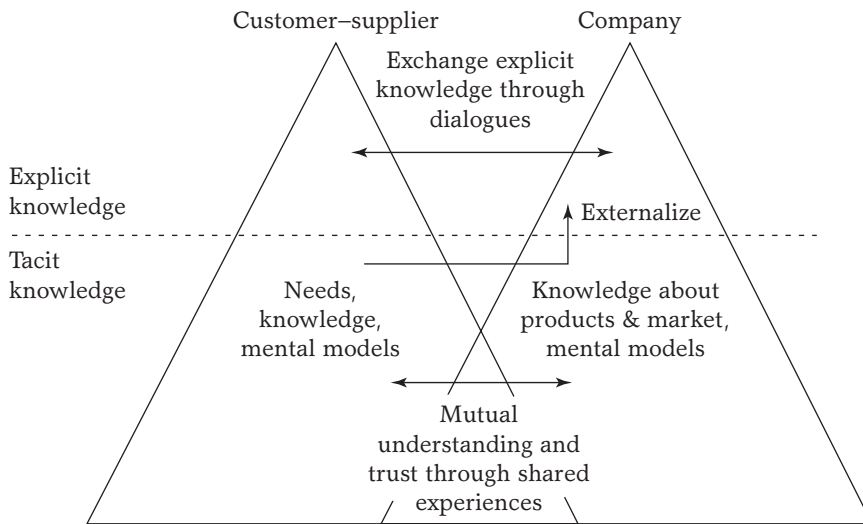 Customer–supplier
Company
Exchange explicit
knowledge through
dialogues
Explicit
knowledge
Externalize
Tacit
knowledge
Needs,
knowledge,
mental models
Knowledge about
products & market,
mental models
Mutual
understanding and
trust through shared
experiences